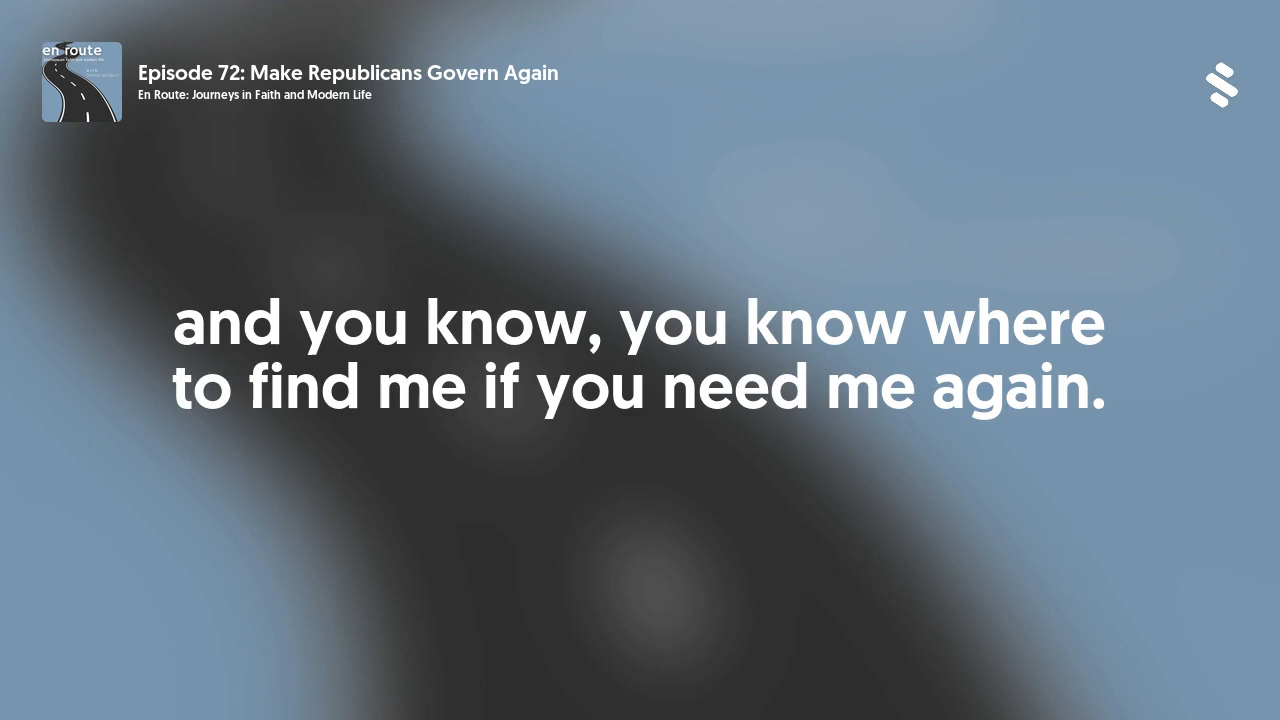 en route
Episode 72: Make Republicans Govern Again
En Route: Journeys in Faith and Modern Life
and you know, you know where
to find me if you need me again.